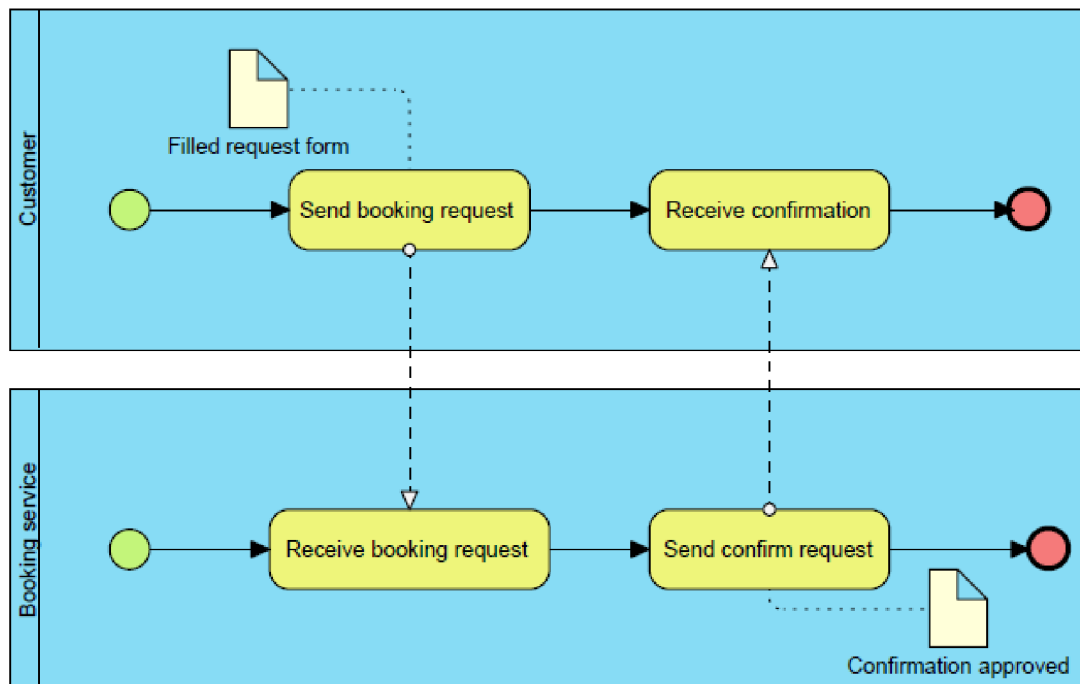 Customer
Filled request form
Send booking request
Receive confirmation
Booking service
Receive booking request
Send confirm request
Confirmation approved